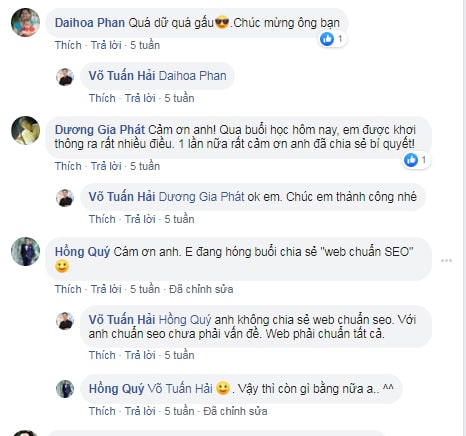 Daihoa Phan Quá dữ quá gấu😎.Chúc mừng ông bạn
1
Thích · Trả lời · 5 tuần
Võ Tuấn Hải Daihoa Phan
Thích · Trả lời · 5 tuần
Dương Gia Phát Cảm ơn anh! Qua buổi học hôm nay, em được khơi
thông ra rất nhiều điều. 1 lần nữa rất cảm ơn anh đã chia sẻ bí quyết!
1
Thích · Trả lời · 5 tuần
Võ Tuấn Hải Dương Gia Phát ok em. Chúc em thành công nhé
Thích · Trả lời · 5 tuần
Hồng Quý Cám ơn anh. E đang hóng buổi chia sẻ "web chuẩn SEO"
😉
Thích · Trả lời · 5 tuần · Đã chỉnh sửa
Võ Tuấn Hải Hồng Quý anh không chia sẻ web chuẩn seo. Với
anh chuẩn seo chưa phải vấn đề. Web phải chuẩn tất cả.
Thích · Trả lời · 5 tuần
Hồng Quý Võ Tuấn Hải 😉. Vậy thì còn gì bằng nữa a.. ^^
Thích · Trả lời · 5 tuần · Đã chỉnh sửa